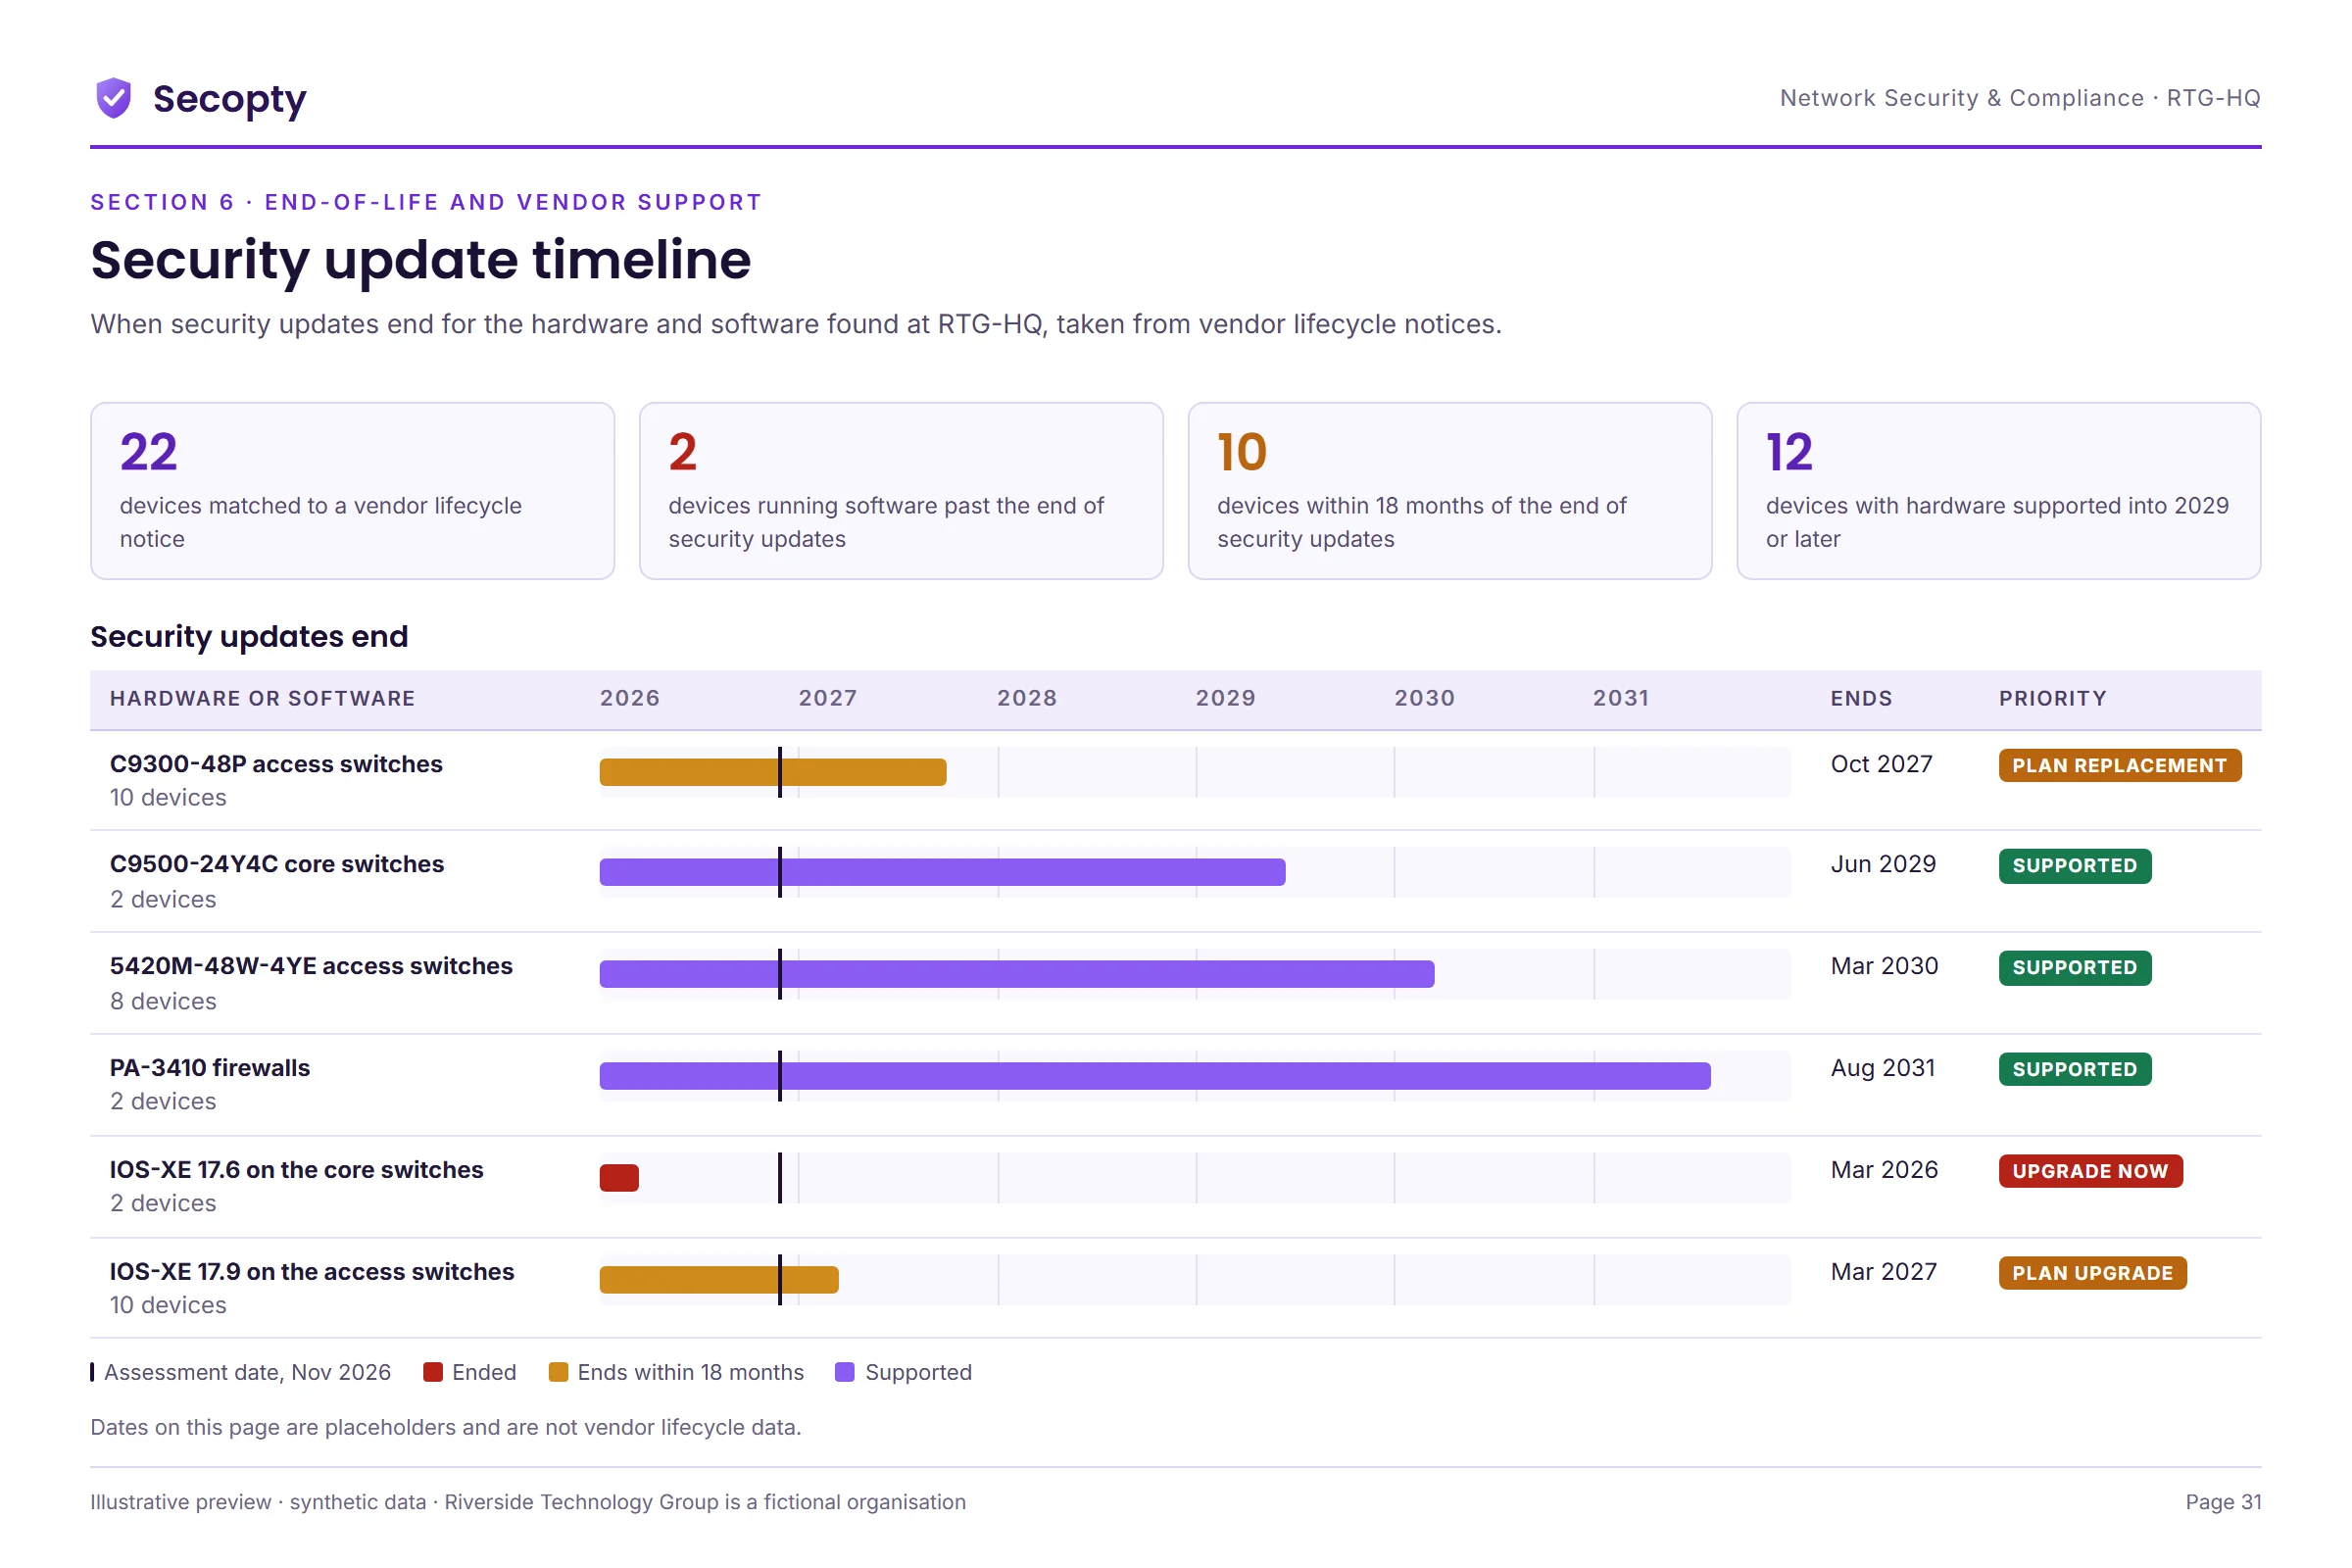 Secopty
Network Security & Compliance · RTG-HQ
SECTION 6 · END-OF-LIFE AND VENDOR SUPPORT
Security update timeline
When security updates end for the hardware and software found at RTG-HQ, taken from vendor lifecycle notices.
22
devices matched to a vendor lifecycle
notice
2
devices running software past the end of
security updates
10
devices within 18 months of the end of
security updates
12
devices with hardware supported into 2029
or later
Security updates end
HARDWARE OR SOFTWARE 2026 2027 2028 2029 2030 2031 ENDS PRIORITY
C9300-48P access switches Oct 2027 PLAN REPLACEMENT
10 devices
C9500-24Y4C core switches Jun 2029 SUPPORTED
2 devices
5420M-48W-4YE access switches Mar 2030 SUPPORTED
8 devices
PA-3410 firewalls Aug 2031 SUPPORTED
2 devices
IOS-XE 17.6 on the core switches Mar 2026 UPGRADE NOW
2 devices
IOS-XE 17.9 on the access switches Mar 2027 PLAN UPGRADE
10 devices
Assessment date, Nov 2026 Ended Ends within 18 months Supported
Dates on this page are placeholders and are not vendor lifecycle data.
Illustrative preview · synthetic data · Riverside Technology Group is a fictional organisation
Page 31